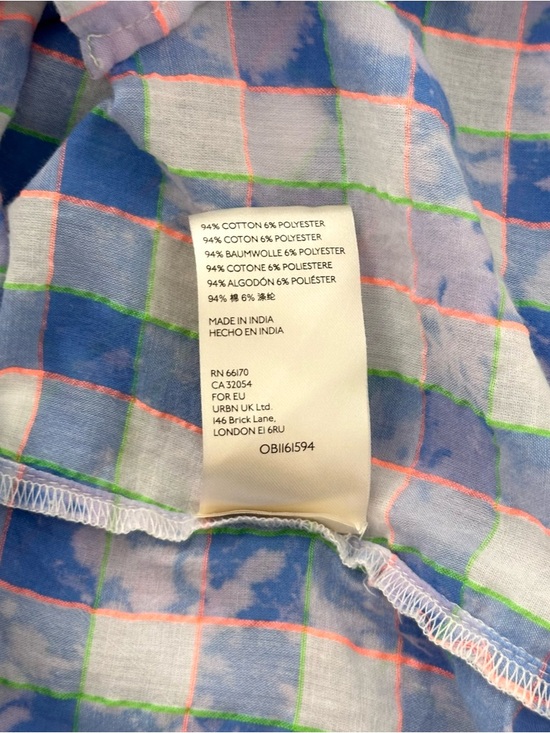 94% COTTON 6% POLYESTER
94% COTON 6% POLYESTER
94% BAUMWOLLE 6% POLYESTER
94% COTONE 6% POLIESTERE
94% ALGODÓN 6% POLIÉSTER
94% 棉 6% 涤纶
MADE IN INDIA
HECHO EN INDIA
RN 66170
CA 32054
FOR EU
URBN UK Ltd.
146 Brick Lane,
LONDON E1 6RU
OB1161594